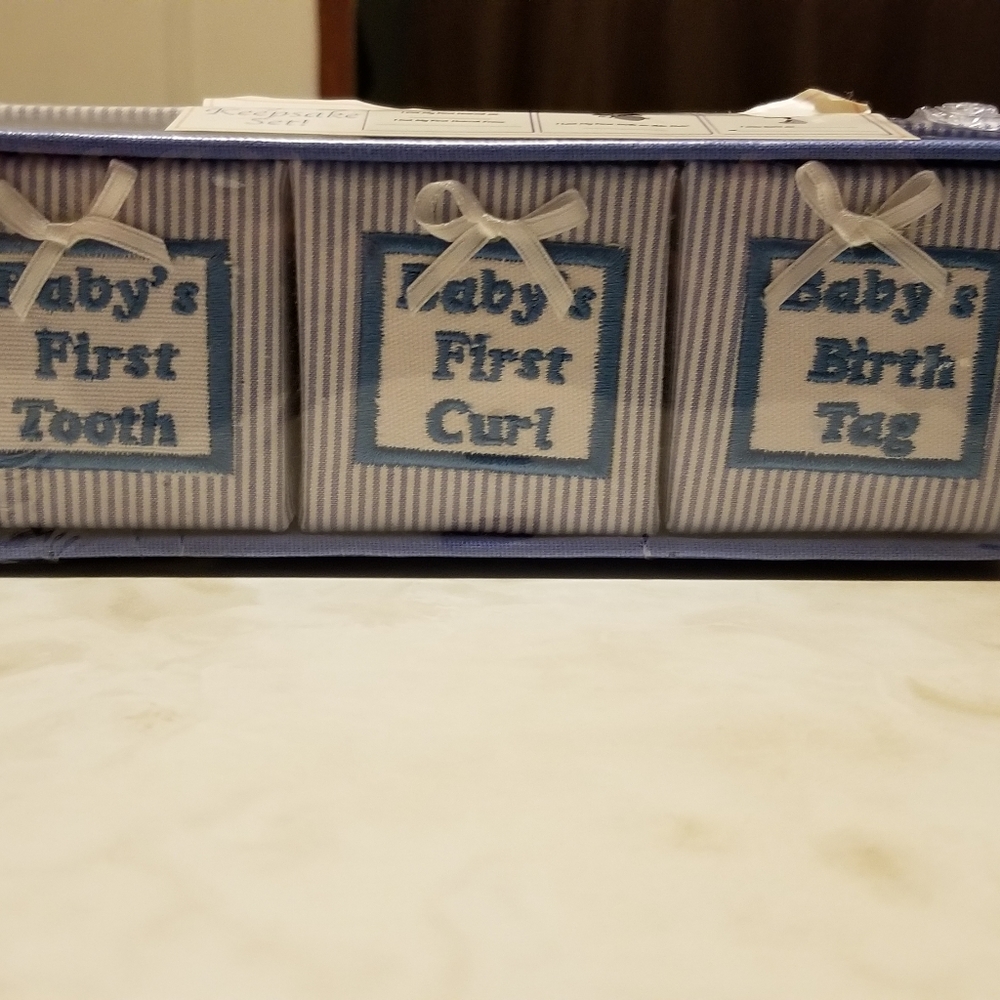 Keepsake
Set!
Baby's
First
Tooth
Baby's
First
Curl
Baby's
Birth
Tag